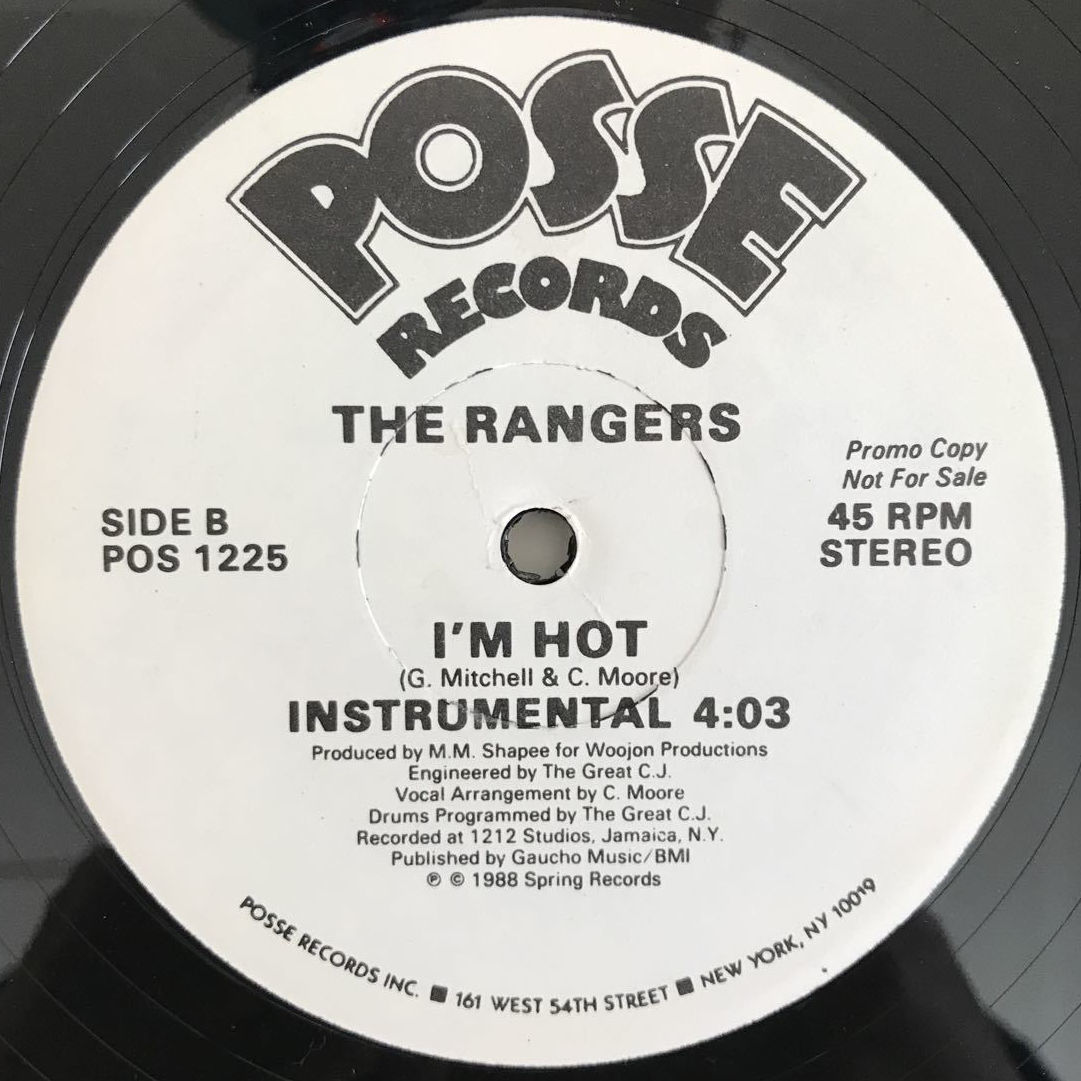 POSSE
RECORDS
THE RANGERS
Promo Copy
Not For Sale
SIDE B
POS 1225
45 RPM
STEREO
I'M HOT
(G. Mitchell & C. Moore)
INSTRUMENTAL 4:03
Produced by M.M. Shapee for Woojon Productions
Engineered by The Great C.J.
Vocal Arrangement by C. Moore
Drums Programmed by The Great C.J.
Recorded at 1212 Studios, Jamaica, N.Y.
Published by Gaucho Music/BMI
℗ © 1988 Spring Records
POSSE RECORDS INC. ■ 161 WEST 54TH STREET ■ NEW YORK, NY 10019